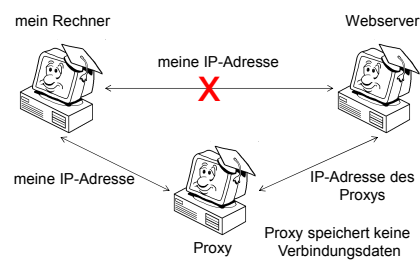 mein Rechner
Webserver
meine IP-Adresse
X
meine IP-Adresse
IP-Adresse des
Proxys
Proxy
Proxy speichert keine
Verbindungsdaten